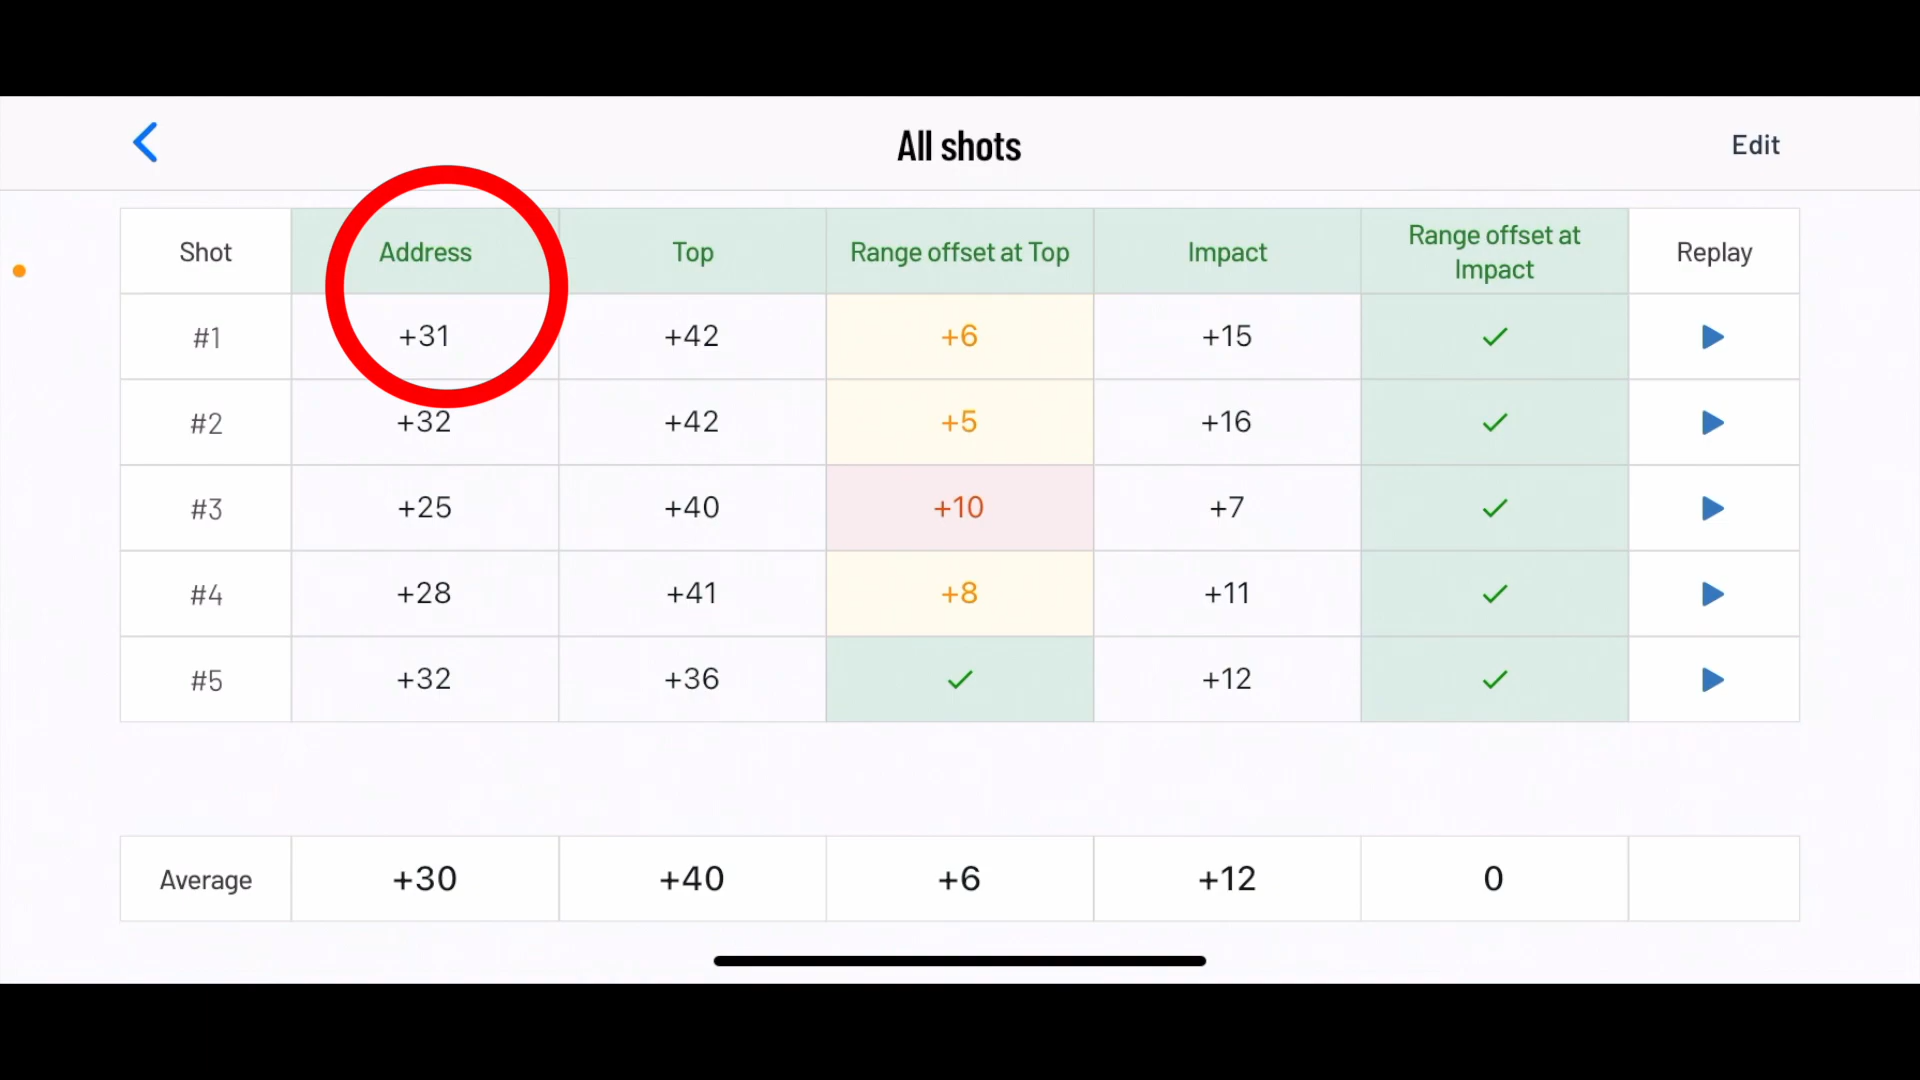 All shots
Edit
Shot Address Top Range offset at Top Impact Range offset at Impact Replay
#1 +31 +42 +6 +15 ✓
#2 +32 +42 +5 +16 ✓
#3 +25 +40 +10 +7 ✓
#4 +28 +41 +8 +11 ✓
#5 +32 +36 ✓ +12 ✓
Average +30 +40 +6 +12 0